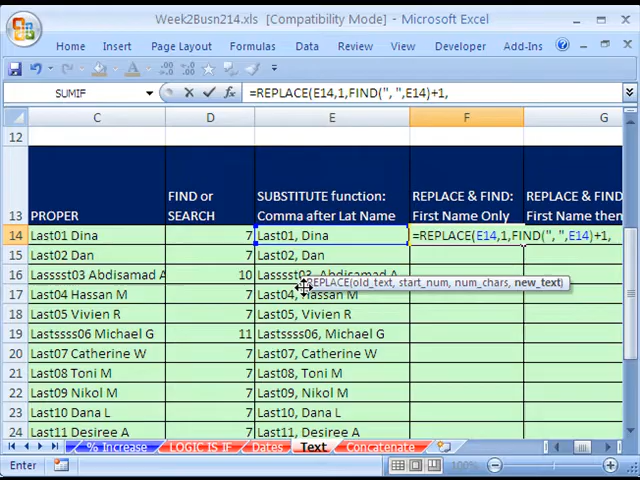 Week2Busn214.xls [Compatibility Mode] - Microsoft Excel
Home Insert Page Layout Formulas Data Review View Developer Add-Ins
SUMIF =REPLACE(E14,1,FIND(", ",E14)+1,
C D E F G
12
13 PROPER FIND or SEARCH SUBSTITUTE function: Comma after Lat Name REPLACE & FIND: First Name Only REPLACE & FIND: First Name then
14 Last01 Dina 7 Last01, Dina =REPLACE(E14,1,FIND(", ",E14)+1,
15 Last02 Dan 7 Last02, Dan
16 Lasssst03 Abdisamad A 10 Lasssst03, Abdisamad A
REPLACE(old_text, start_num, num_chars, new_text)
17 Last04 Hassan M 7 Last04, Hassan M
18 Last05 Vivien R 7 Last05, Vivien R
19 Lastssss06 Michael G 11 Lastssss06, Michael G
20 Last07 Catherine W 7 Last07, Catherine W
21 Last08 Toni M 7 Last08, Toni M
22 Last09 Nikol M 7 Last09, Nikol M
23 Last10 Dana L 7 Last10, Dana L
24 Last11 Desiree A 7 Last11, Desiree A
% Increase LOGIC IS IF Dates Text Concatenate
Enter 100%